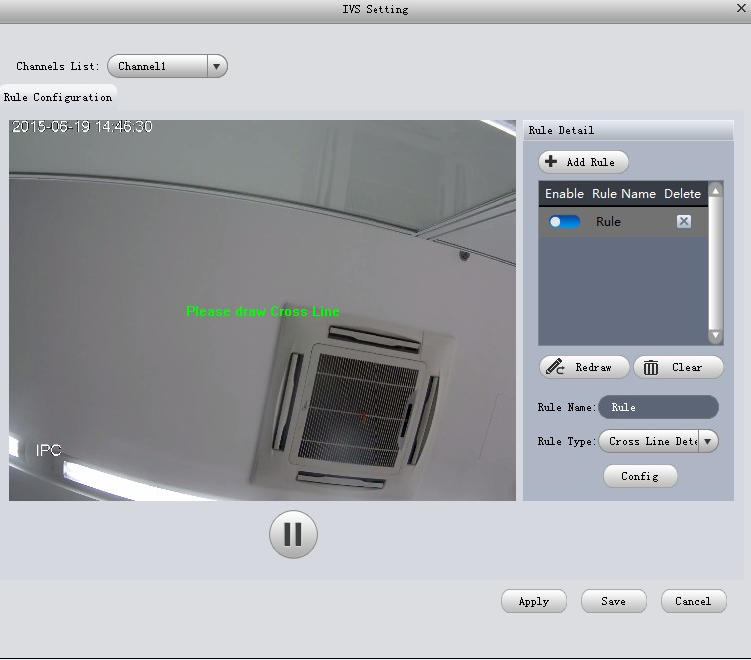 IVS Setting
Channels List: Channel1
Rule Configuration
2015-06-19 14:46:30
Rule Detail
Add Rule
Enable Rule Name Delete
Rule
Please draw Cross Line
Redraw Clear
Rule Name: Rule
Rule Type: Cross Line Dete
IPC
Config
Apply Save Cancel